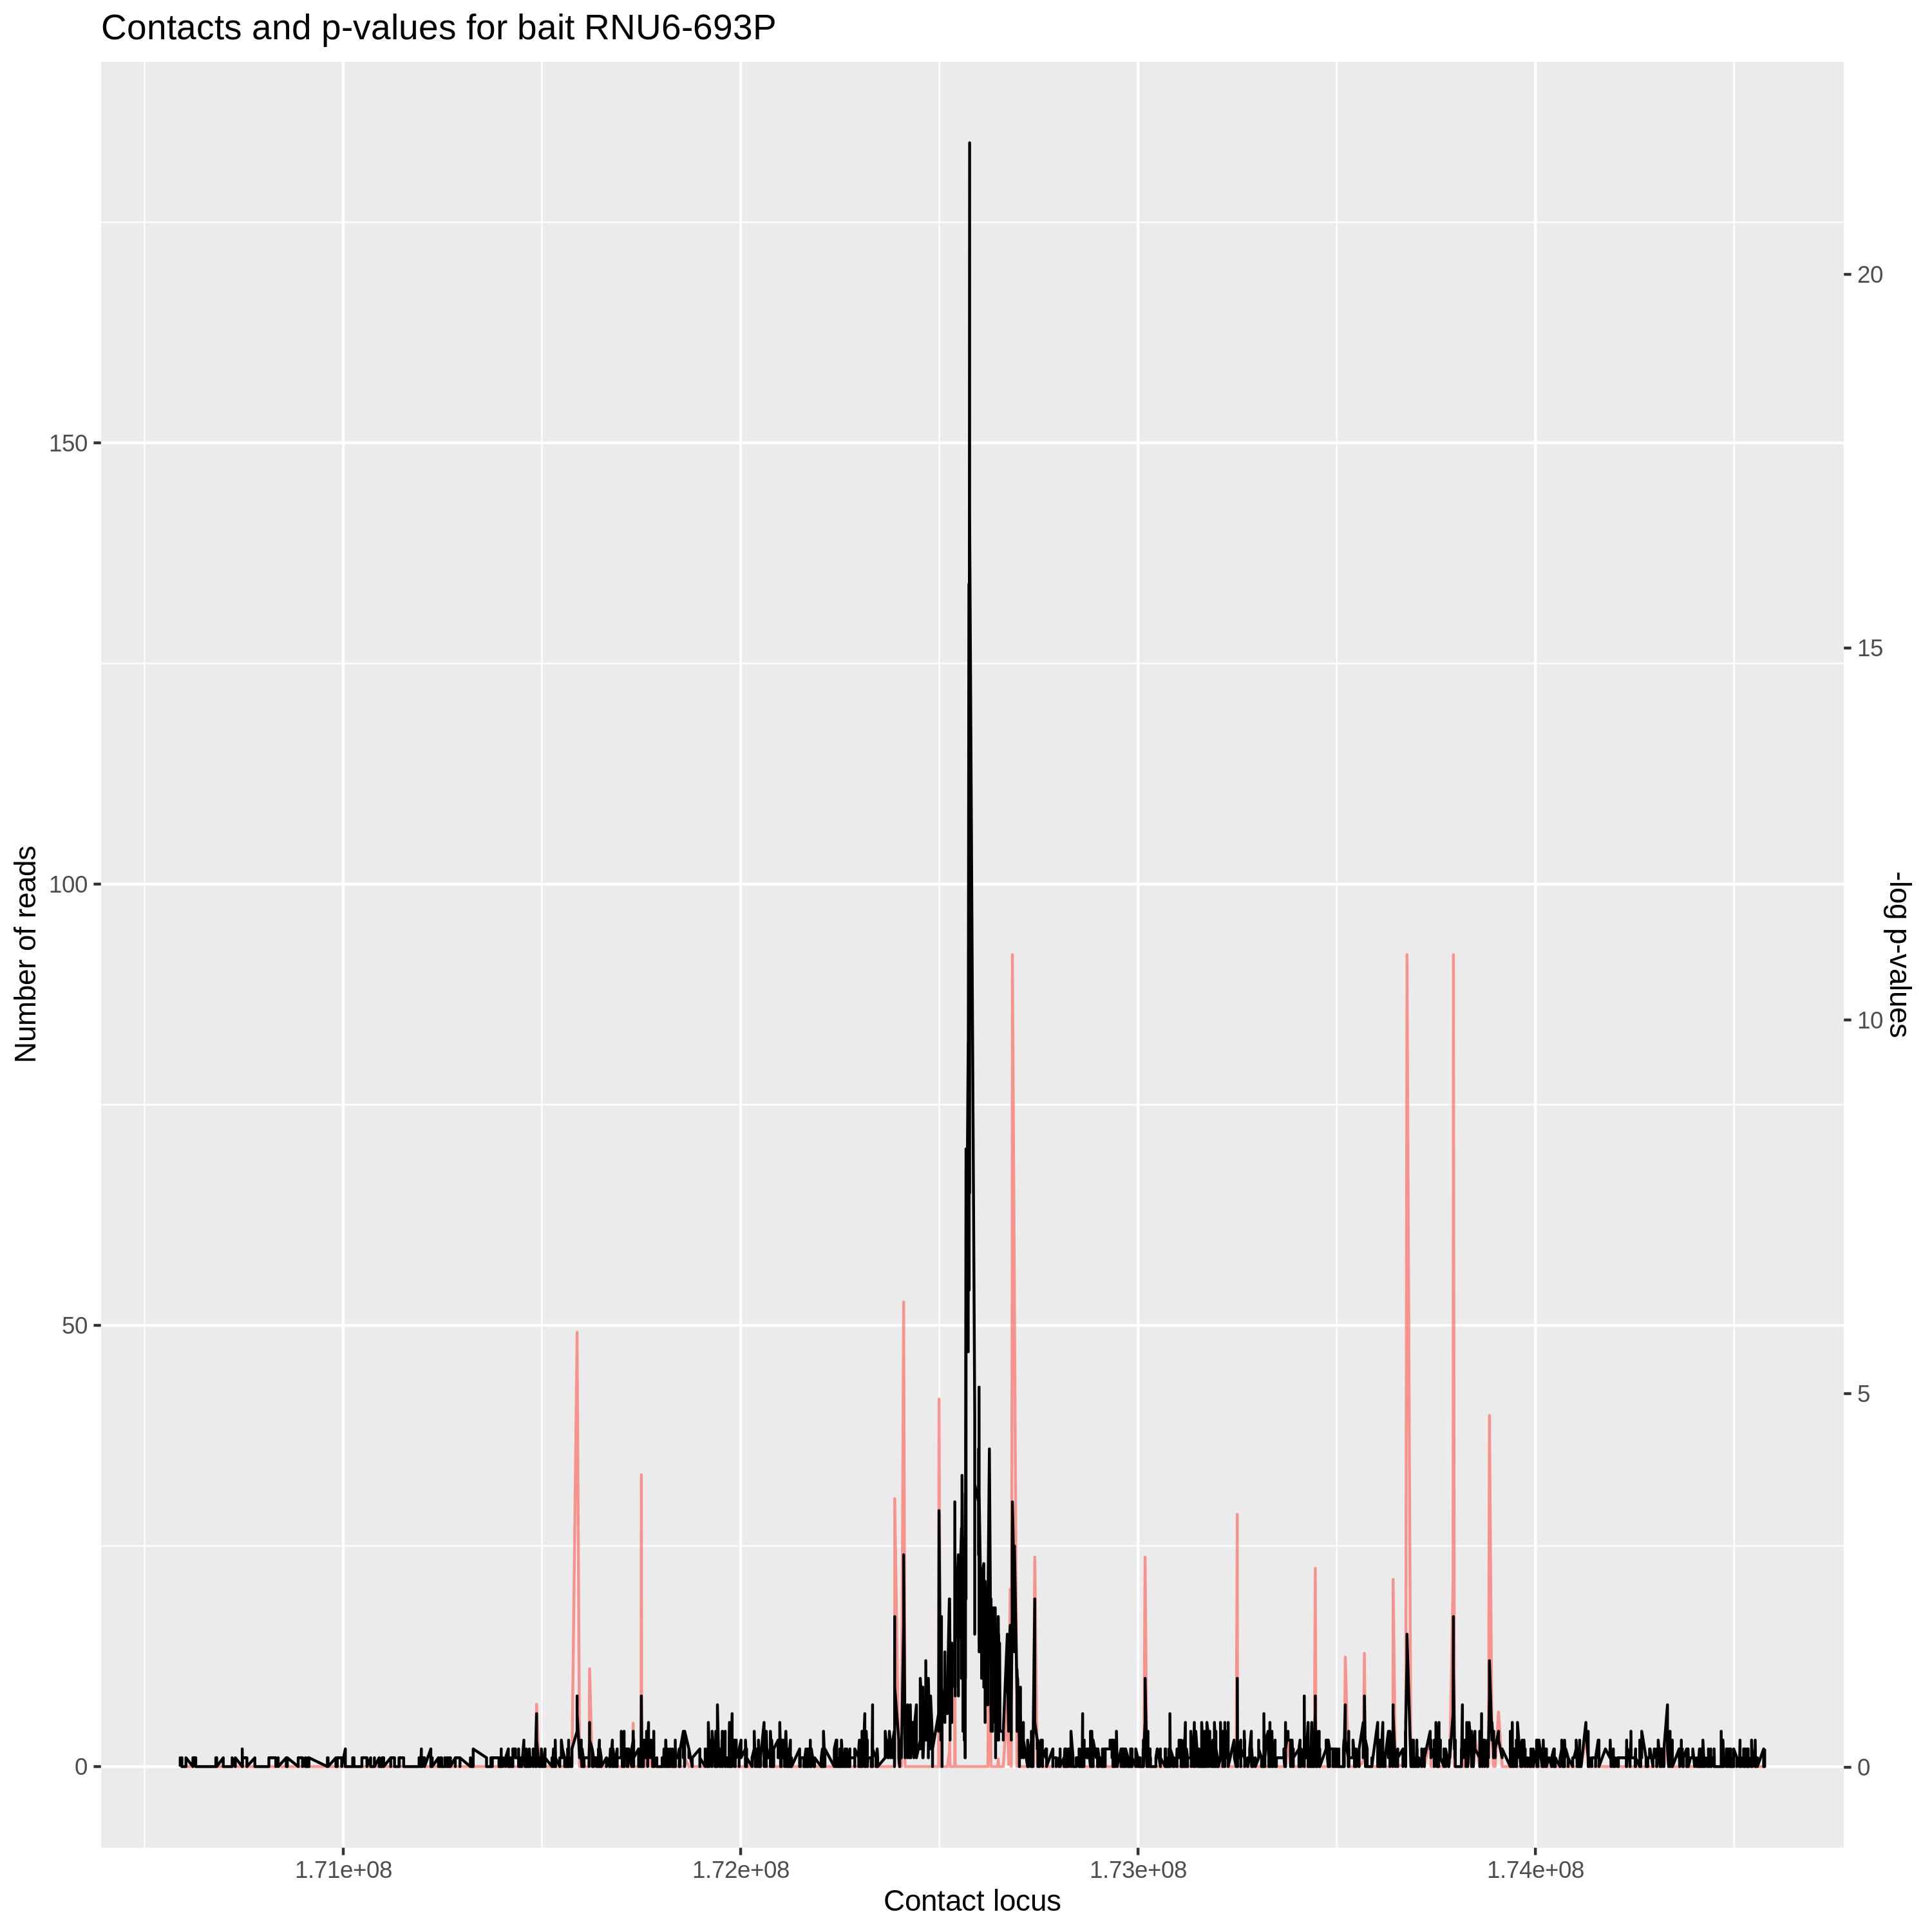 Contacts and p-values for bait RNU6-693P
Number of reads
150
100
50
0
20
15
10
5
0
-log p-values
1.71e+08
1.72e+08
1.73e+08
1.74e+08
Contact locus